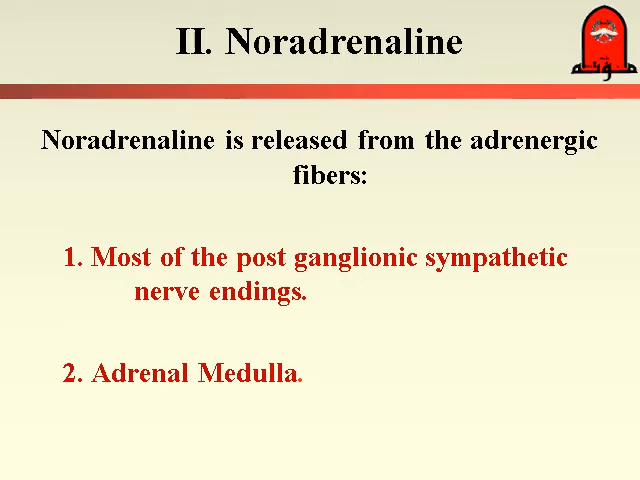 II. Noradrenaline
مؤتة
Noradrenaline is released from the adrenergic
fibers:
1. Most of the post ganglionic sympathetic
nerve endings.
2. Adrenal Medulla.